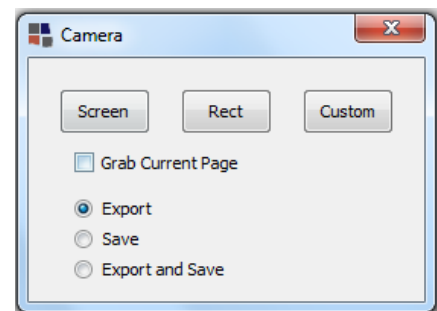 Camera
Screen Rect Custom
Grab Current Page
Export
Save
Export and Save